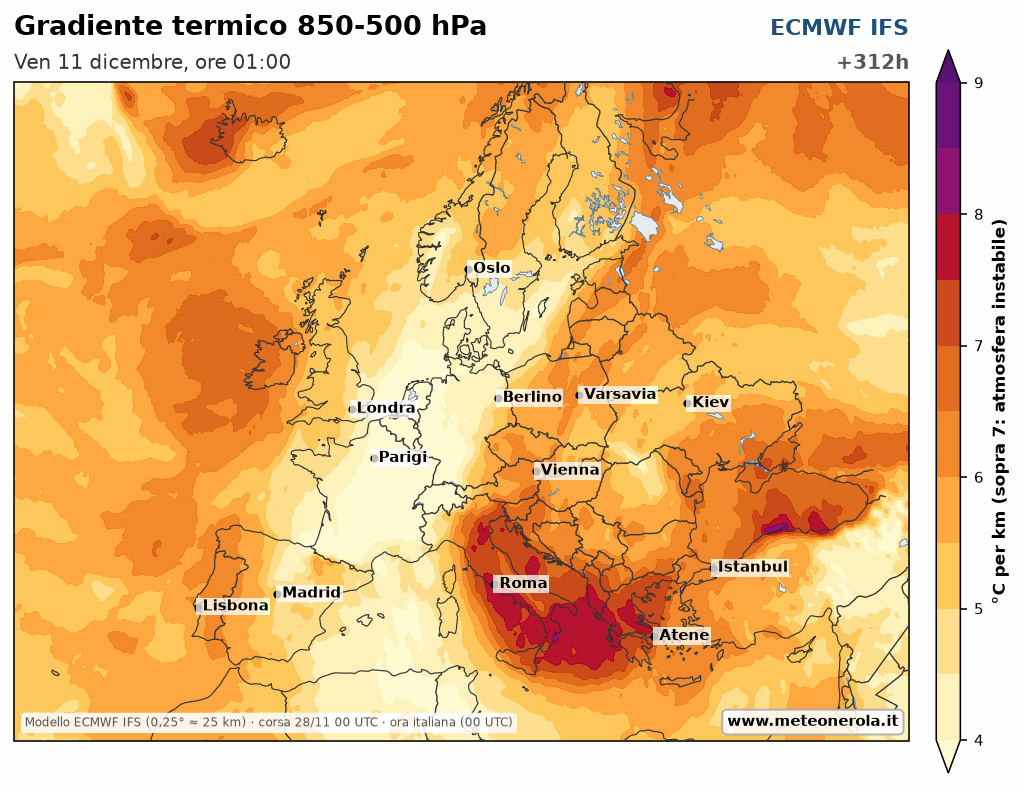 Gradiente termico 850-500 hPa
ECMWF IFS
Ven 11 dicembre, ore 01:00
+312h
Oslo
Londra
Berlino
Varsavia
Kiev
Parigi
Vienna
Istanbul
Roma
Madrid
Lisbona
Atene
Modello ECMWF IFS (0,25° ≈ 25 km) · corsa 28/11 00 UTC · ora italiana (00 UTC)
www.meteonerola.it
9
8
7
6
5
4
°C per km (sopra 7: atmosfera instabile)